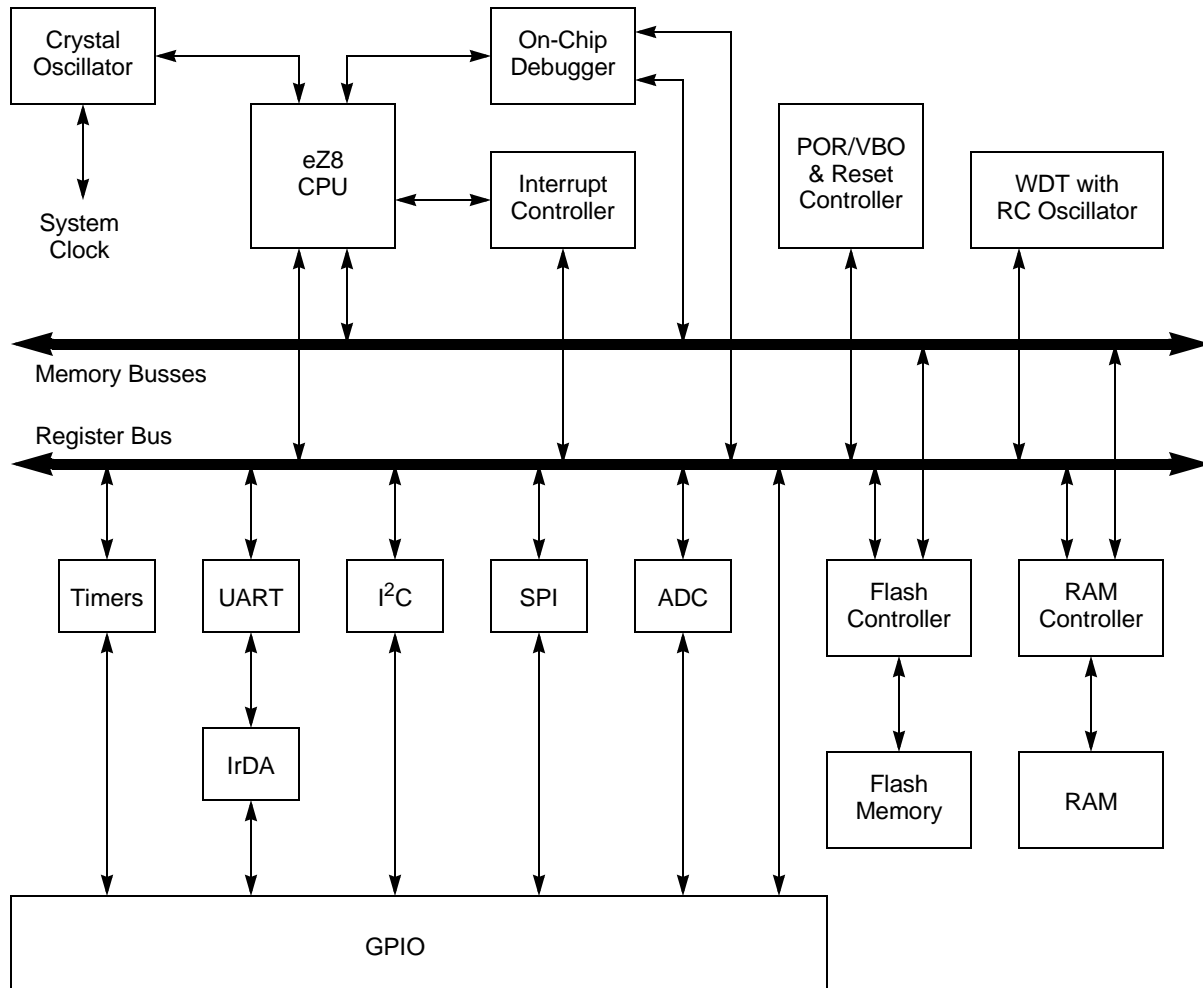 Crystal
Oscillator
On-Chip
Debugger
eZ8
CPU
Interrupt
Controller
POR/VBO
& Reset
Controller
WDT with
RC Oscillator
System
Clock
Memory Busses
Register Bus
Timers
UART
I²C
SPI
ADC
Flash
Controller
RAM
Controller
IrDA
Flash
Memory
RAM
GPIO